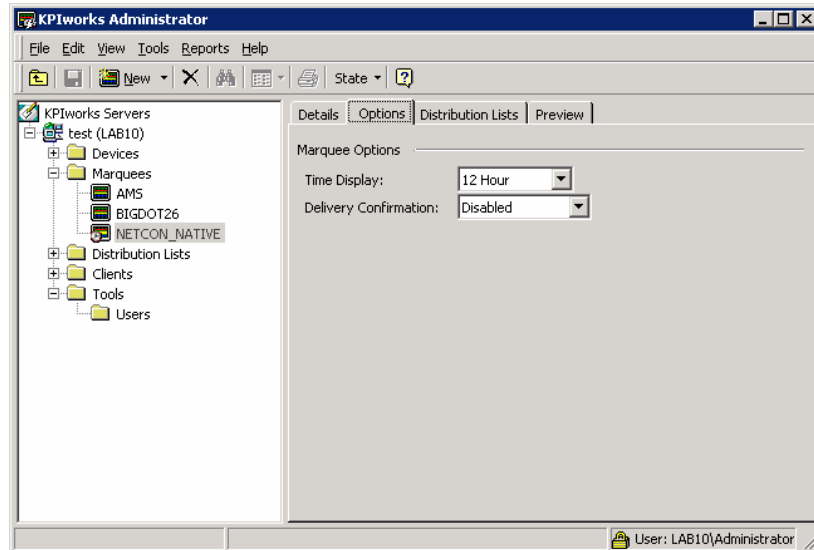 KPIworks Administrator
File Edit View Tools Reports Help
New State
KPIworks Servers
test (LAB10)
Devices
Marquees
AMS
BIGDOT26
NETCON_NATIVE
Distribution Lists
Clients
Tools
Users
Details Options Distribution Lists Preview
Marquee Options
Time Display: 12 Hour
Delivery Confirmation: Disabled
User: LAB10\Administrator